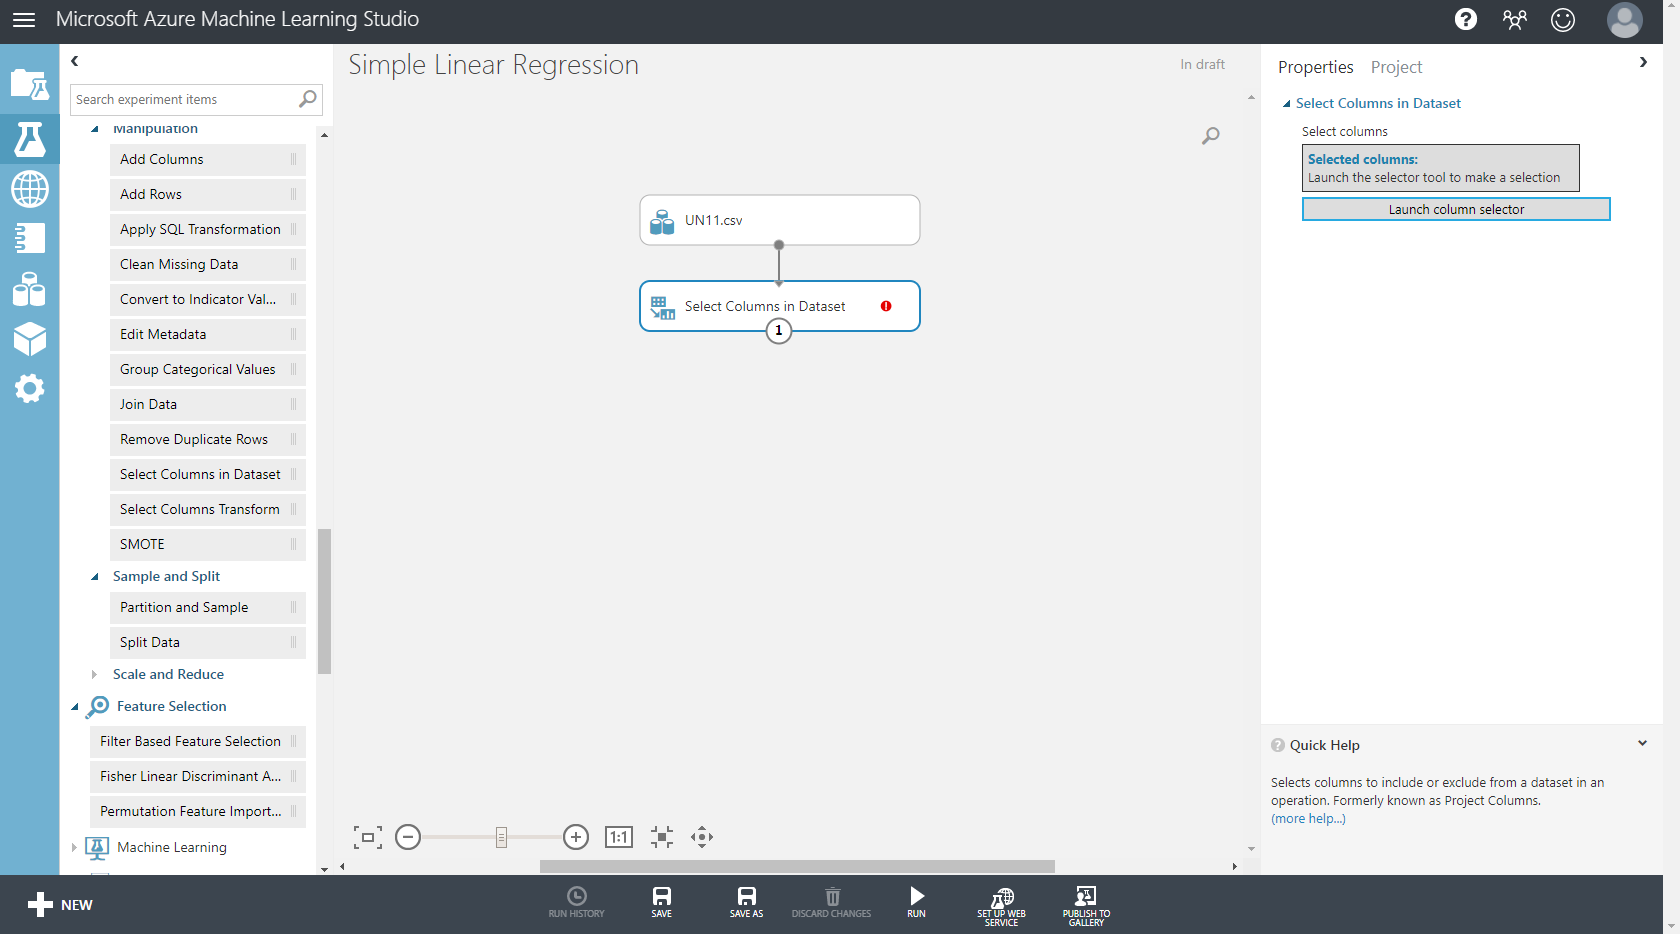 Microsoft Azure Machine Learning Studio
Search experiment items
Manipulation
Add Columns
Add Rows
Apply SQL Transformation
Clean Missing Data
Convert to Indicator Val...
Edit Metadata
Group Categorical Values
Join Data
Remove Duplicate Rows
Select Columns in Dataset
Select Columns Transform
SMOTE
Sample and Split
Partition and Sample
Split Data
Scale and Reduce
Feature Selection
Filter Based Feature Selection
Fisher Linear Discriminant A...
Permutation Feature Import...
Machine Learning
Simple Linear Regression
In draft
UN11.csv
Select Columns in Dataset
1
1:1
Properties Project
Select Columns in Dataset
Select columns
Selected columns:
Launch the selector tool to make a selection
Launch column selector
Quick Help
Selects columns to include or exclude from a dataset in an
operation. Formerly known as Project Columns.
(more help...)
NEW
RUN HISTORY
SAVE
SAVE AS
DISCARD CHANGES
RUN
SET UP WEB
SERVICE
PUBLISH TO
GALLERY